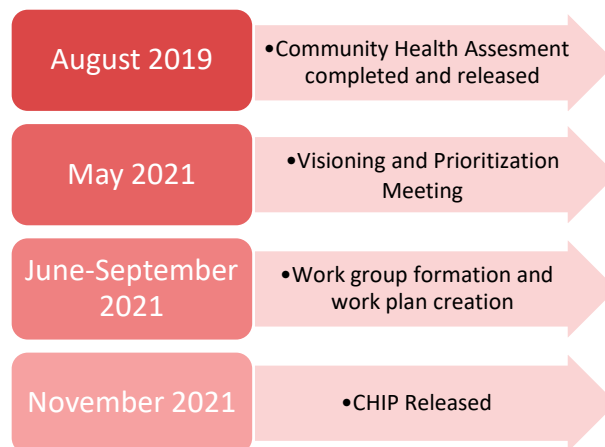 August 2019
•Community Health Assesment
completed and released
May 2021
•Visioning and Prioritization
Meeting
June-September
2021
•Work group formation and
work plan creation
November 2021
•CHIP Released